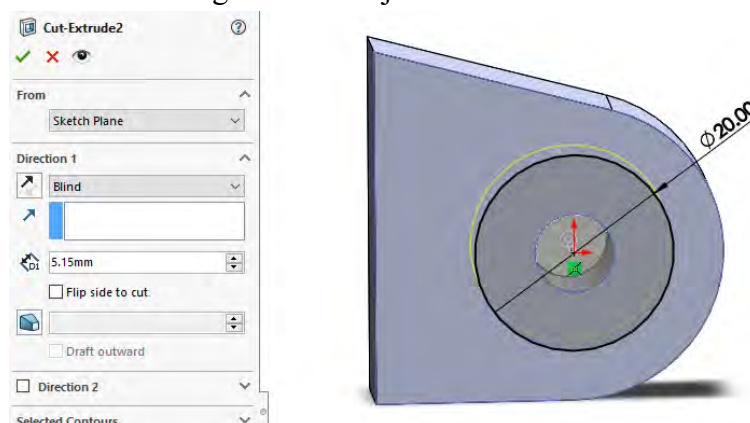 Cut-Extrude2
From
Sketch Plane
Direction 1
Blind
D1
5.15mm
Flip side to cut
Draft outward
Direction 2
Selected Contours
Ø20.00